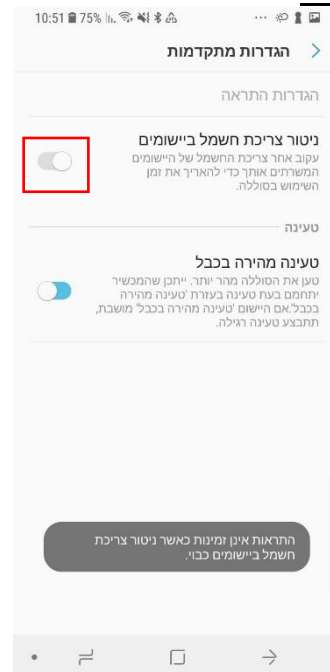 10:51 75%
הגדרות מתקדמות
הגדרות התראה
ניטור צריכת חשמל ביישומים
עקוב אחר צריכת החשמל של היישומים
המשרתים אותך כדי להאריך את זמן
השימוש בסוללה.
טעינה
טעינה מהירה בכבל
טען את הסוללה מהר יותר. ייתכן שהמכשיר
יתחמם בעת טעינה בעזרת 'טעינה מהירה
בכבל'.אם היישום 'טעינה מהירה בכבל' מושבת,
תתבצע טעינה רגילה.
התראות אינן זמינות כאשר ניטור צריכת
חשמל ביישומים כבוי.